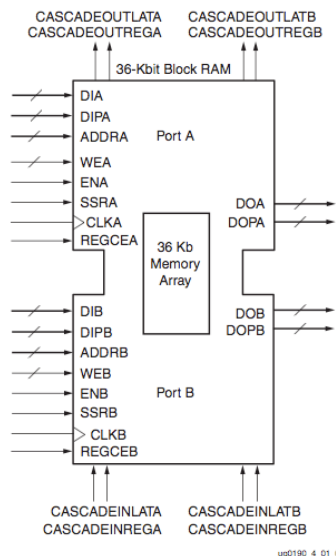 CASCADEOUTLATA CASCADEOUTLATB
CASCADEOUTREGA CASCADEOUTREGB
36-Kbit Block RAM
DIA
DIPA
ADDRA
Port A
WEA
ENA
SSRA
DOA
CLKA
DOPA
REGCEA
36 Kb
Memory
Array
DIB
DOB
DIPB
DOPB
ADDRB
WEB
ENB
Port B
SSRB
CLKB
REGCEB
CASCADEINLATA CASCADEINLATB
CASCADEINREGA CASCADEINREGB